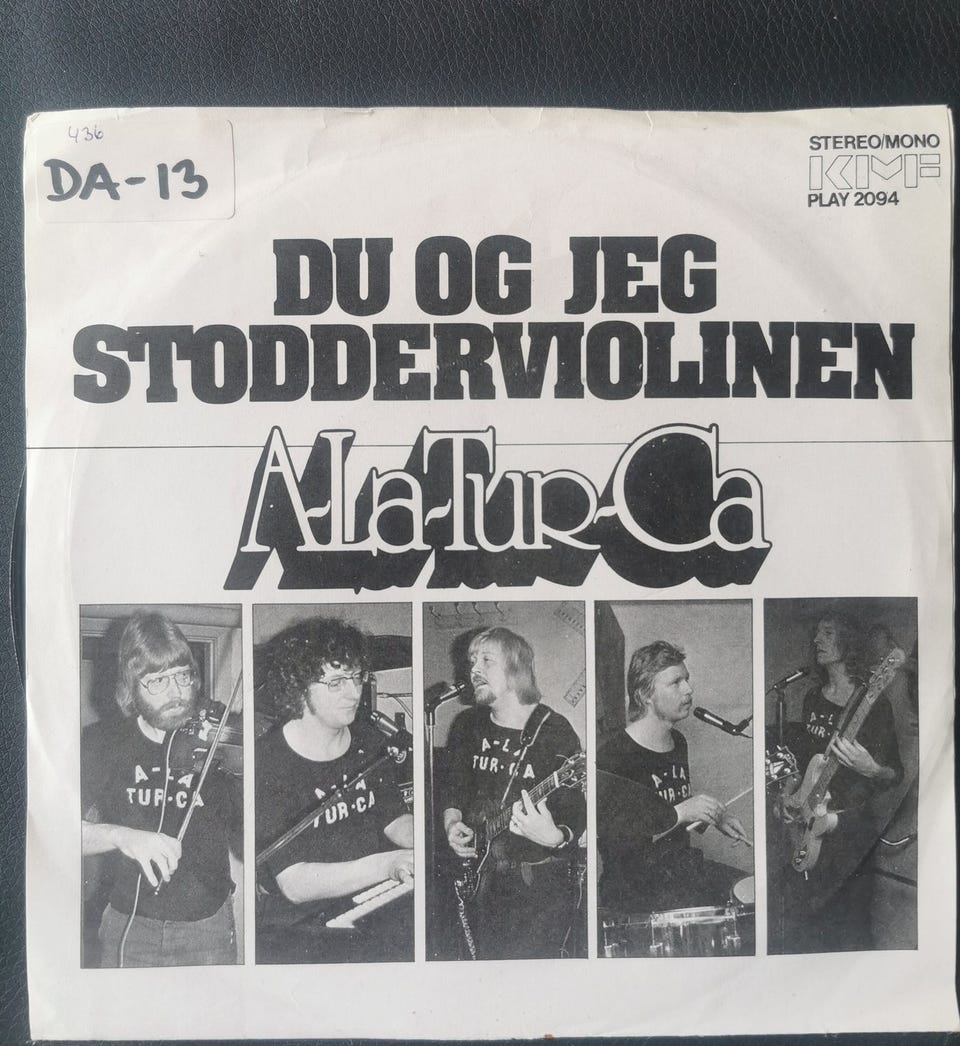 436
DA-13
STEREO/MONO
KMF
PLAY 2094
DU OG JEG
STODDERVIOLINEN
A-La-Tur-Ca
A-LA
TUR-CA
TUR-CA
A-LA
TUR-CA
A-LA
UR-CA
A-L
TUR-